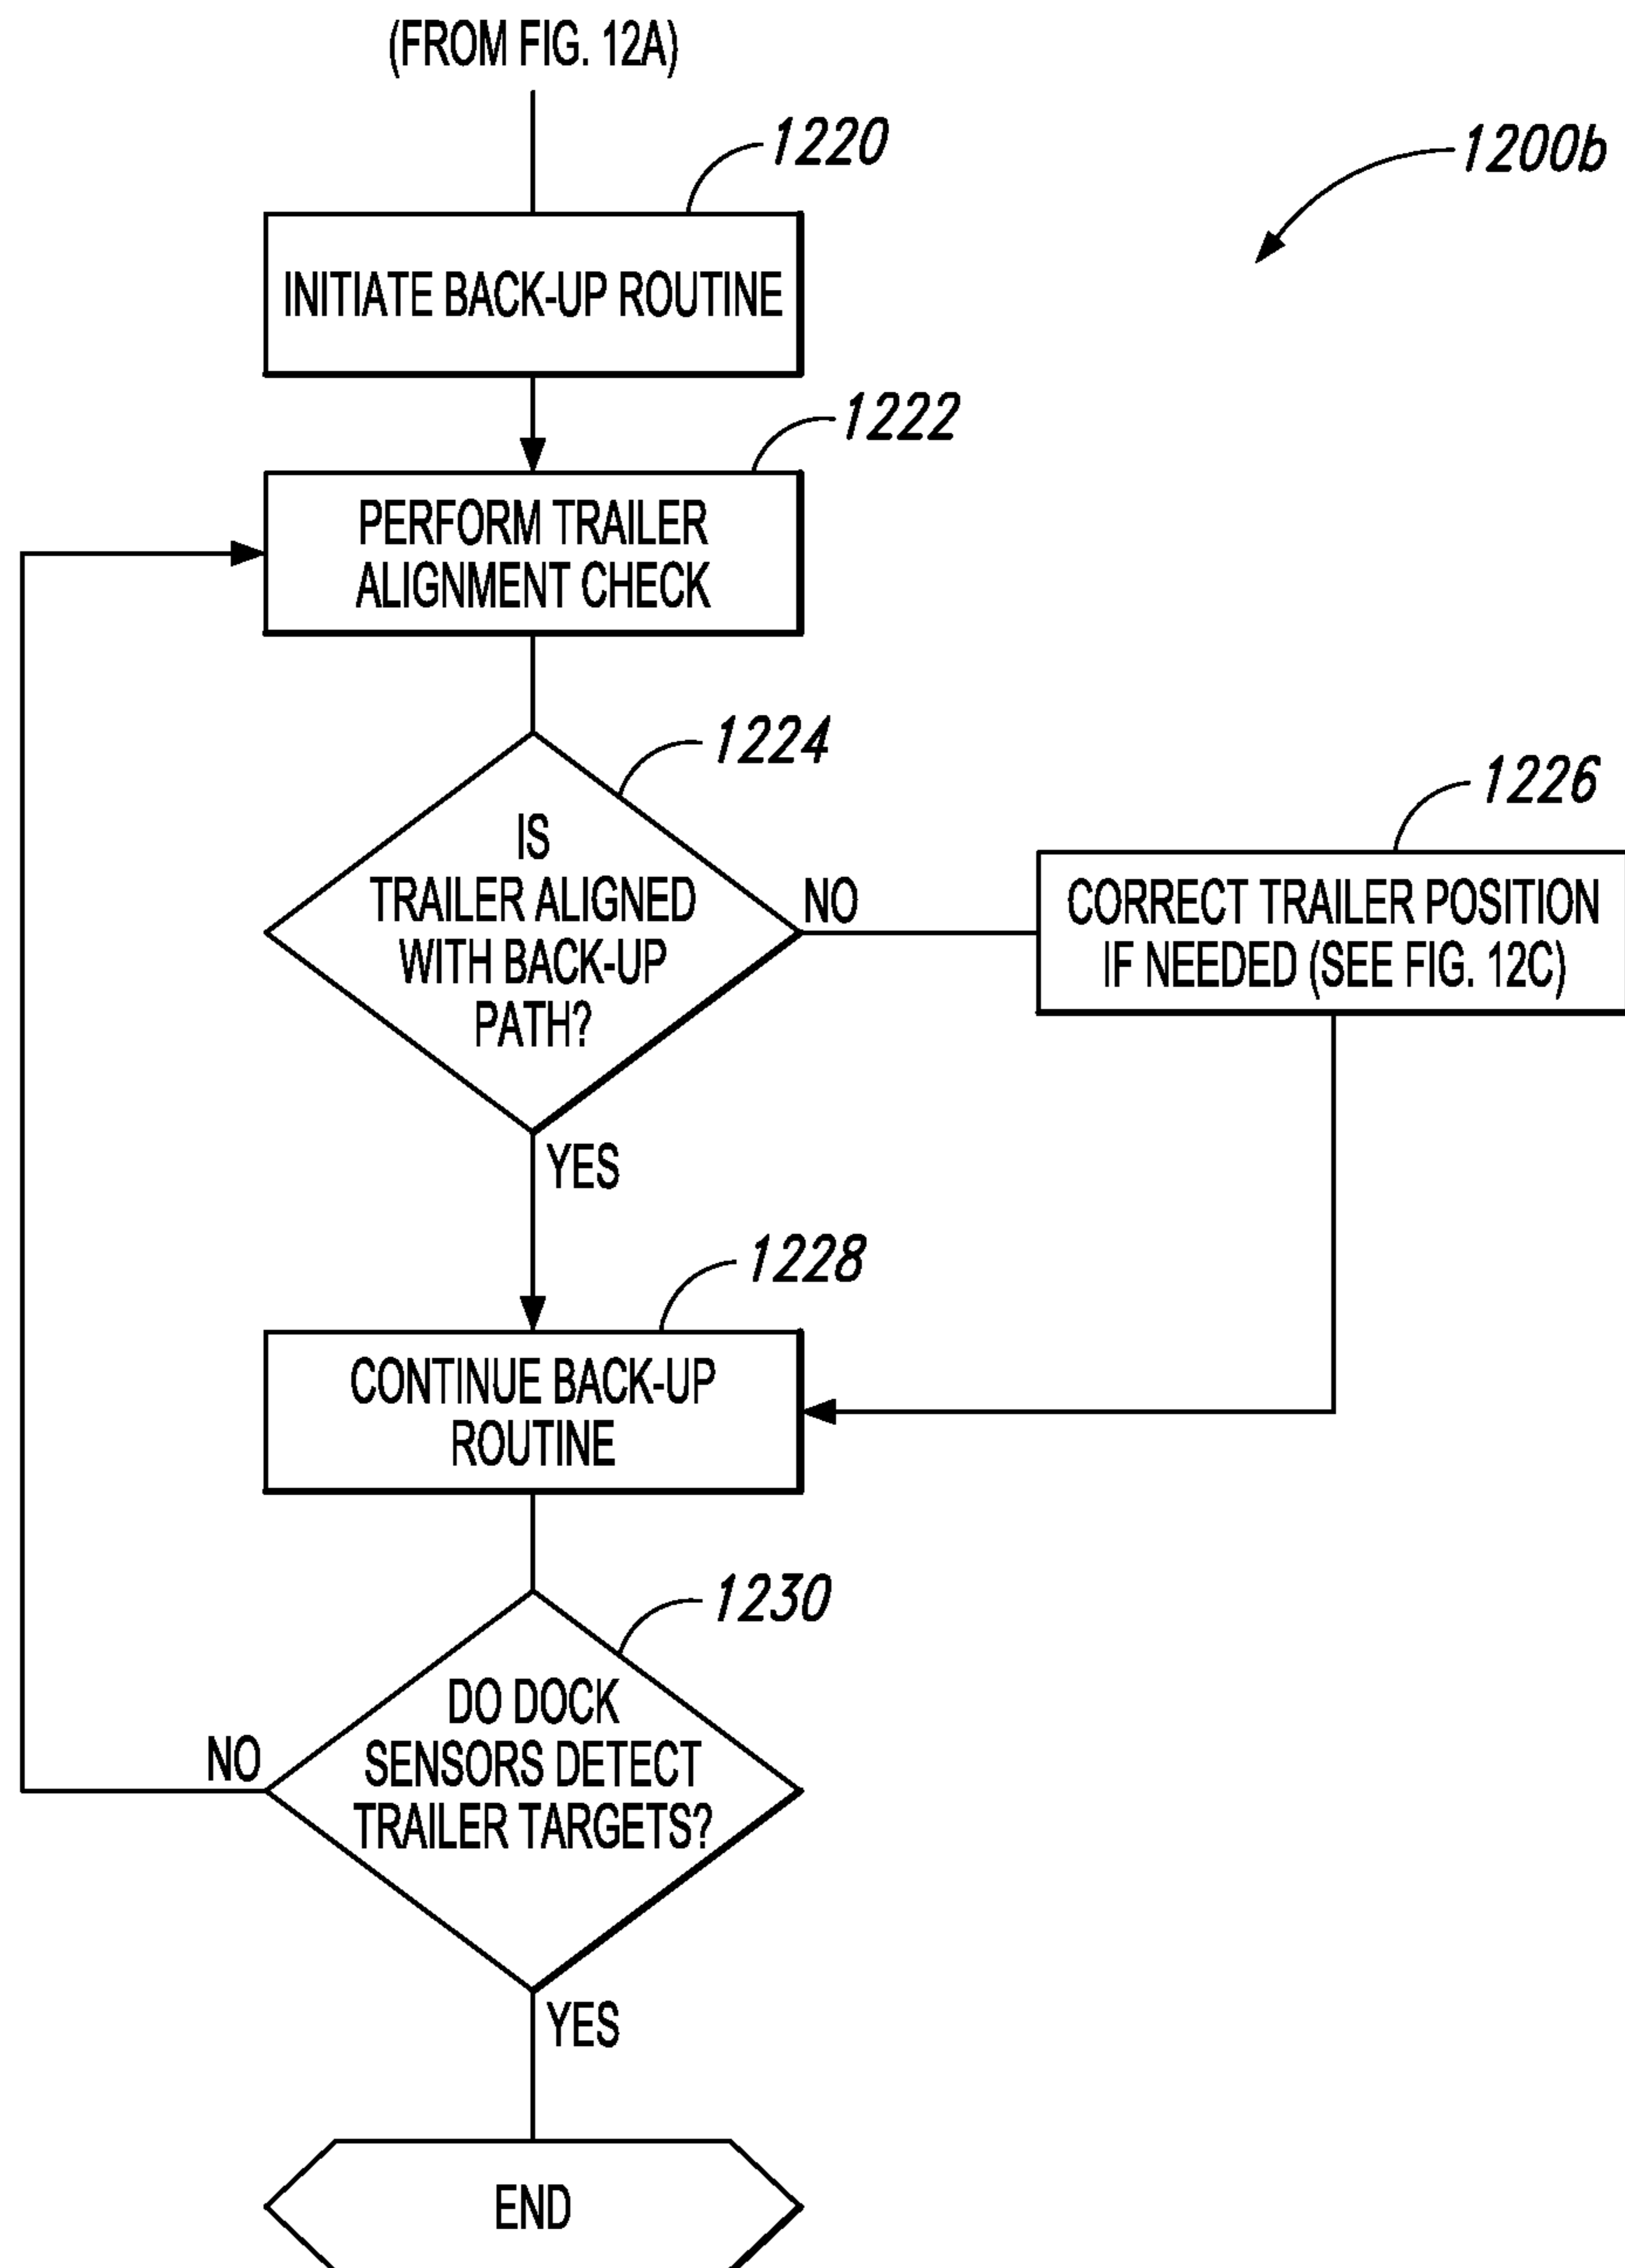 (FROM FIG. 12A)
1220
1200b
INITIATE BACK-UP ROUTINE
1222
PERFORM TRAILER
ALIGNMENT CHECK
1224
IS
TRAILER ALIGNED
WITH BACK-UP
PATH?
NO
1226
CORRECT TRAILER POSITION
IF NEEDED (SEE FIG. 12C)
YES
1228
CONTINUE BACK-UP
ROUTINE
1230
DO DOCK
SENSORS DETECT
TRAILER TARGETS?
NO
YES
END